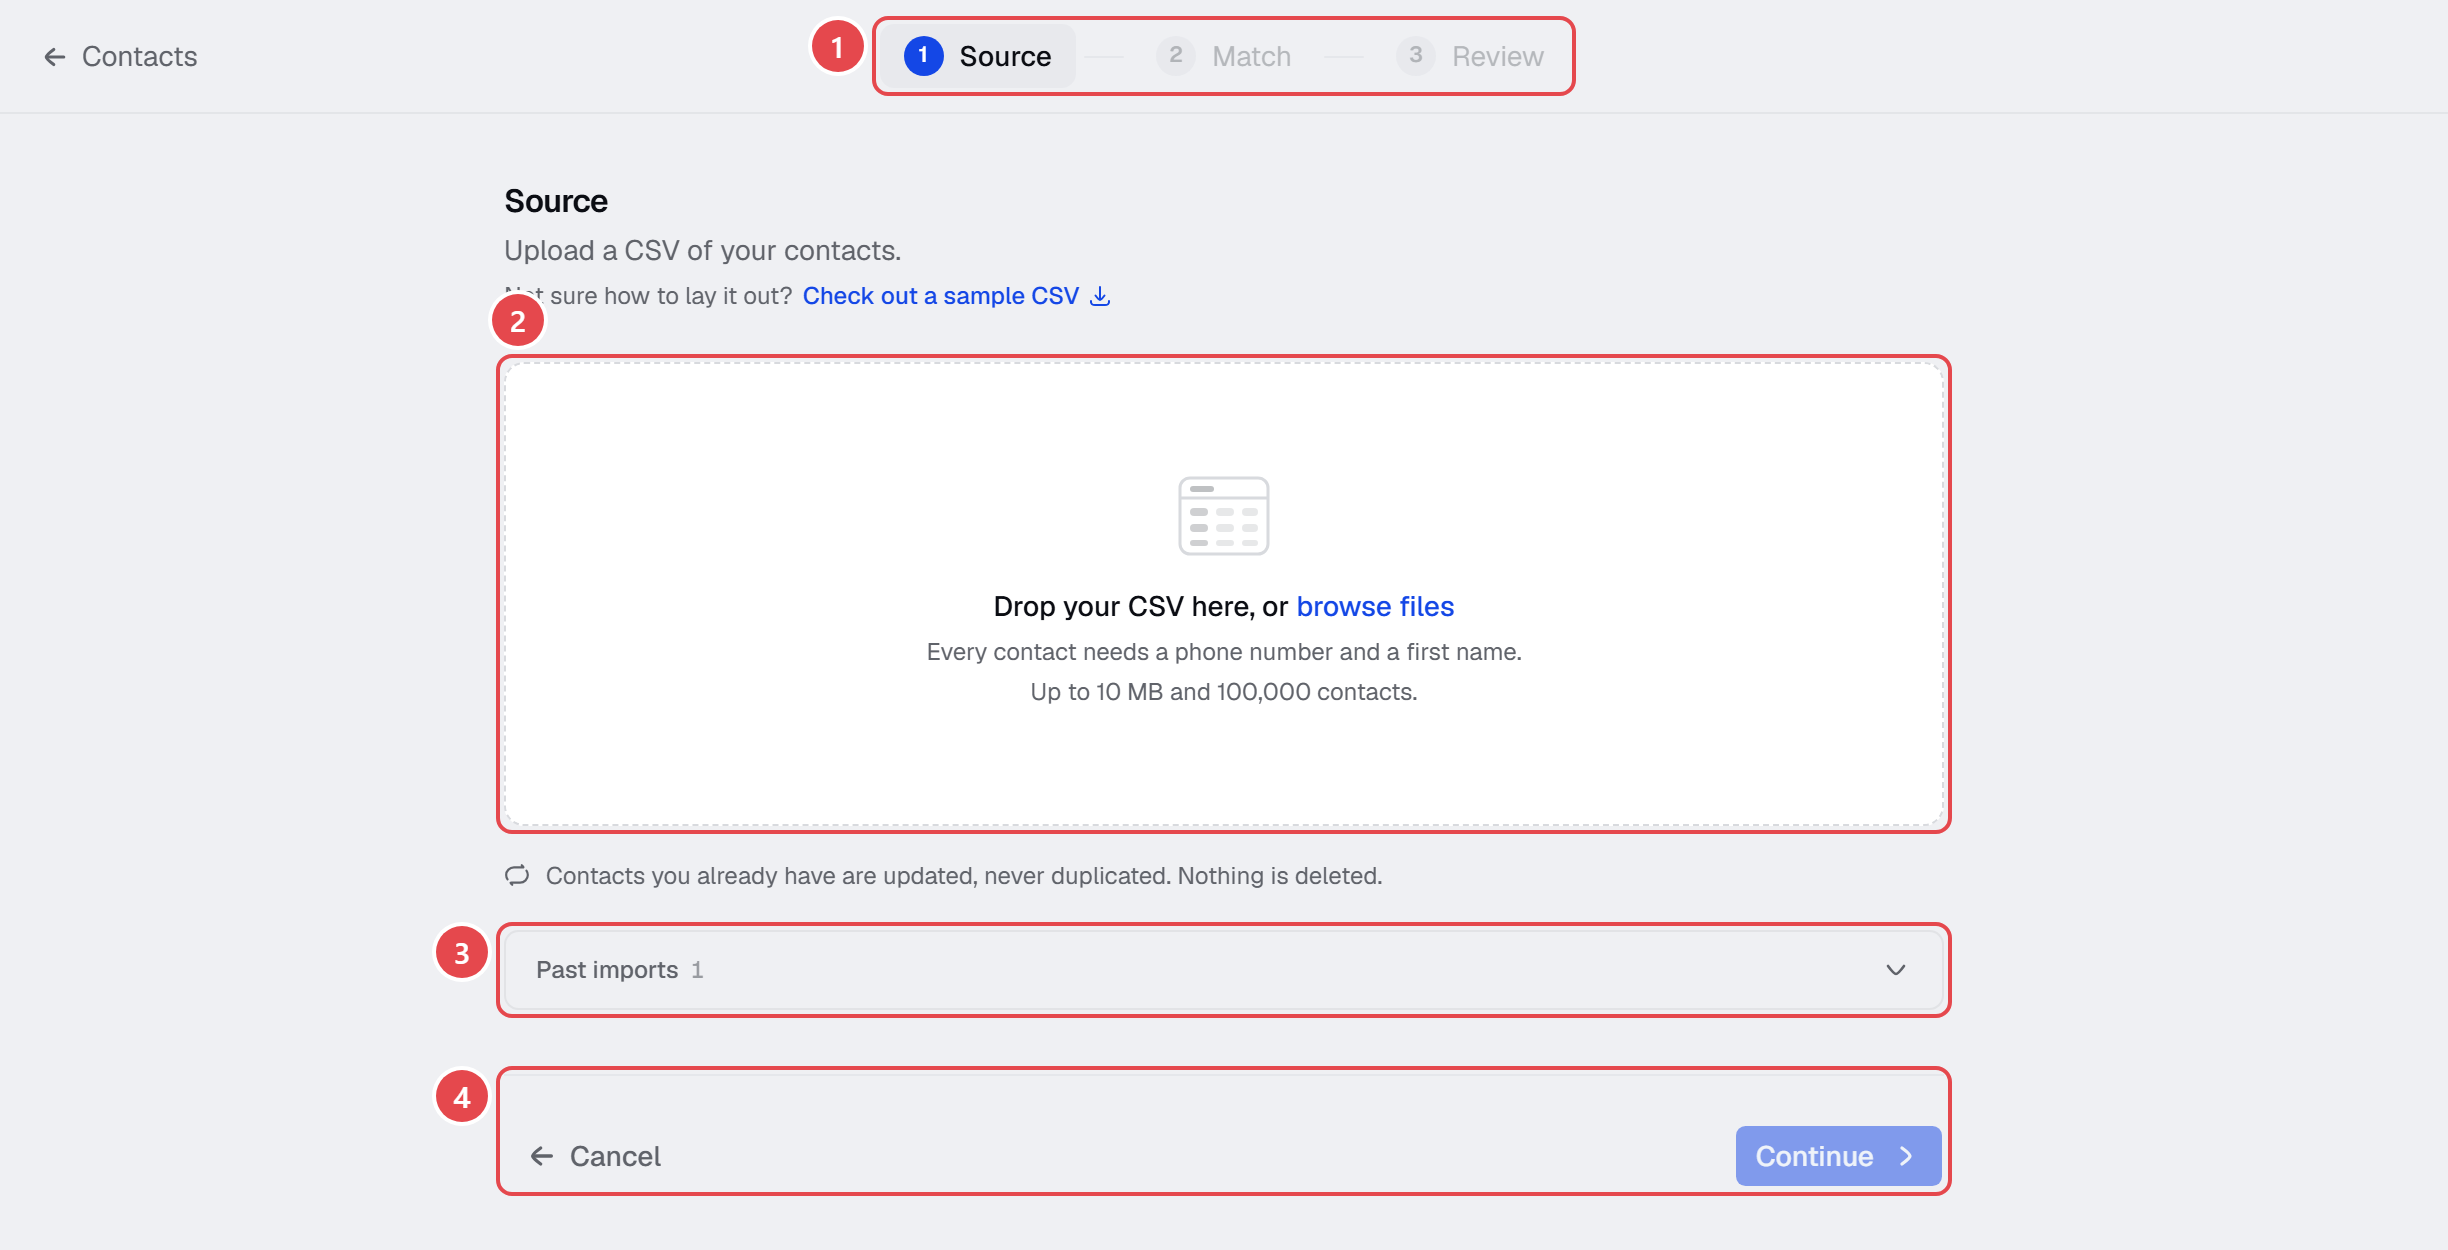 Contacts
1
1 Source
2 Match
3 Review
Source
Upload a CSV of your contacts.
sure how to lay it out? Check out a sample CSV
2
Drop your CSV here, or browse files
Every contact needs a phone number and a first name.
Up to 10 MB and 100,000 contacts.
Contacts you already have are updated, never duplicated. Nothing is deleted.
3
Past imports 1
4
Cancel
Continue